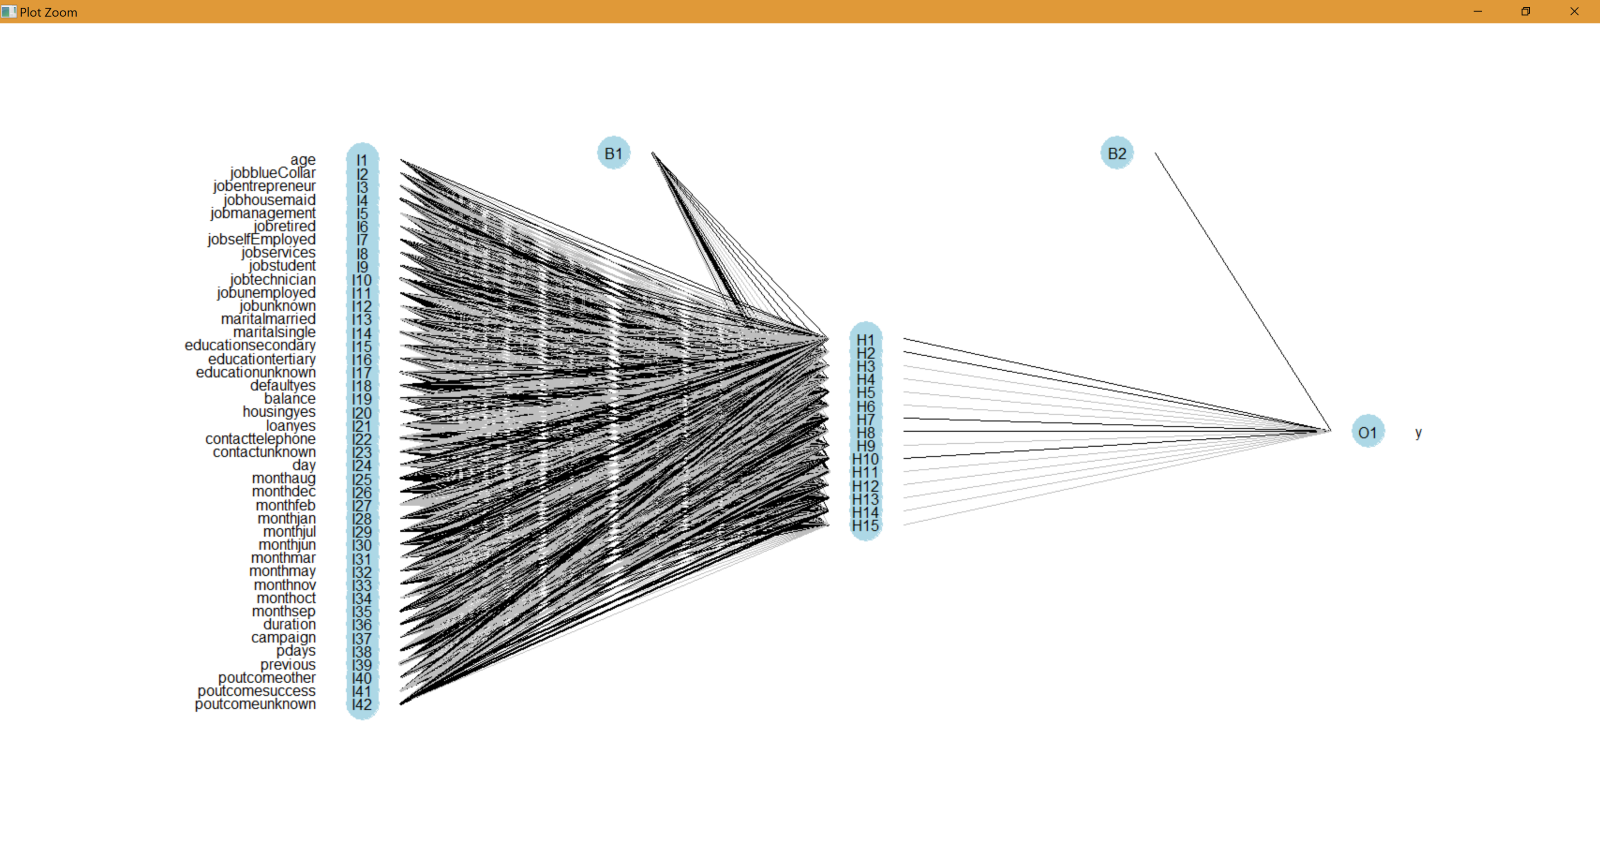 Plot Zoom
B1
B2
age I1
jobblueCollar I2
jobentrepreneur I3
jobhousemaid I4
jobmanagement I5
jobretired I6
jobselfEmployed I7
jobservices I8
jobstudent I9
jobtechnician I10
jobunemployed I11
jobunknown I12
maritalmarried I13
maritalsingle I14
educationsecondary I15
educationtertiary I16
educationunknown I17
defaultyes I18
balance I19
housingyes I20
loanyes I21
contacttelephone I22
contactunknown I23
day I24
monthaug I25
monthdec I26
monthfeb I27
monthjan I28
monthjul I29
monthjun I30
monthmar I31
monthmay I32
monthnov I33
monthoct I34
monthsep I35
duration I36
campaign I37
pdays I38
previous I39
poutcomeother I40
poutcomesuccess I41
poutcomeunknown I42
H1
H2
H3
H4
H5
H6
H7
H8
H9
H10
H11
H12
H13
H14
H15
O1 y